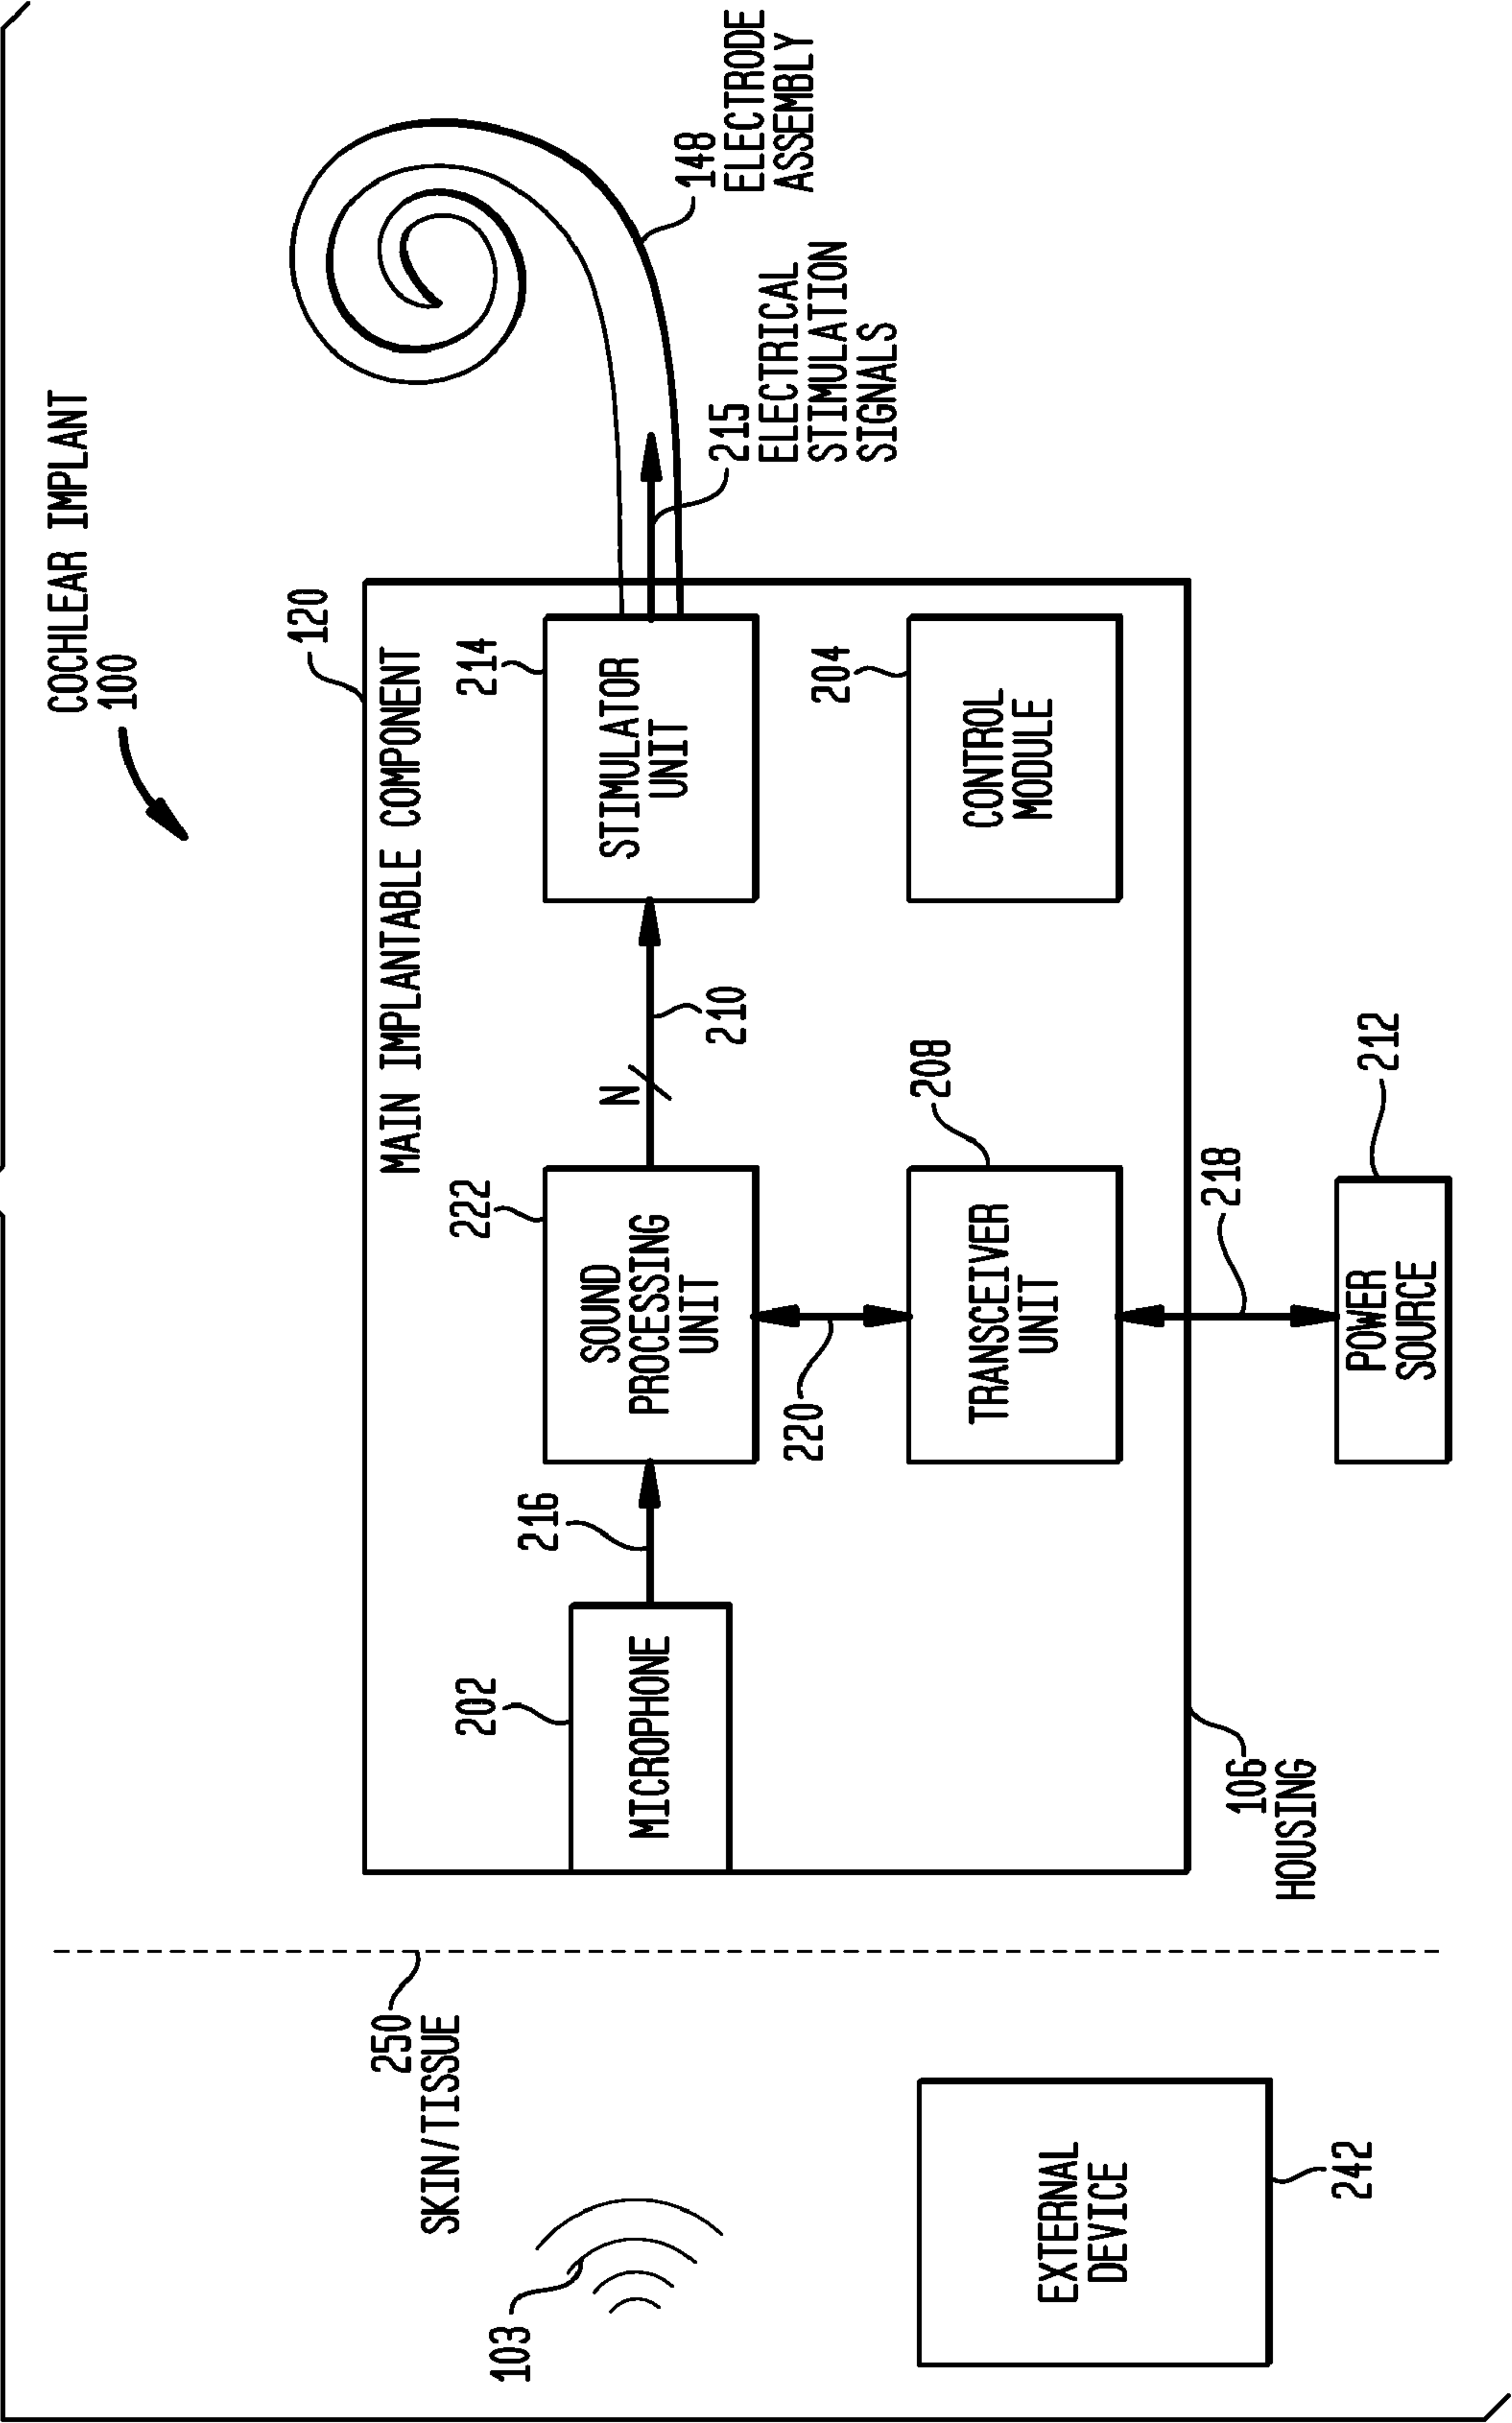 COCHLEAR IMPLANT
100
120
MAIN IMPLANTABLE COMPONENT
250
SKIN/TISSUE
103
202
MICROPHONE
216
222
SOUND
PROCESSING
UNIT
N
210
214
STIMULATOR
UNIT
215
ELECTRICAL
STIMULATION
SIGNALS
148
ELECTRODE
ASSEMBLY
220
208
TRANSCEIVER
UNIT
204
CONTROL
MODULE
EXTERNAL
DEVICE
242
106
HOUSING
218
212
POWER
SOURCE